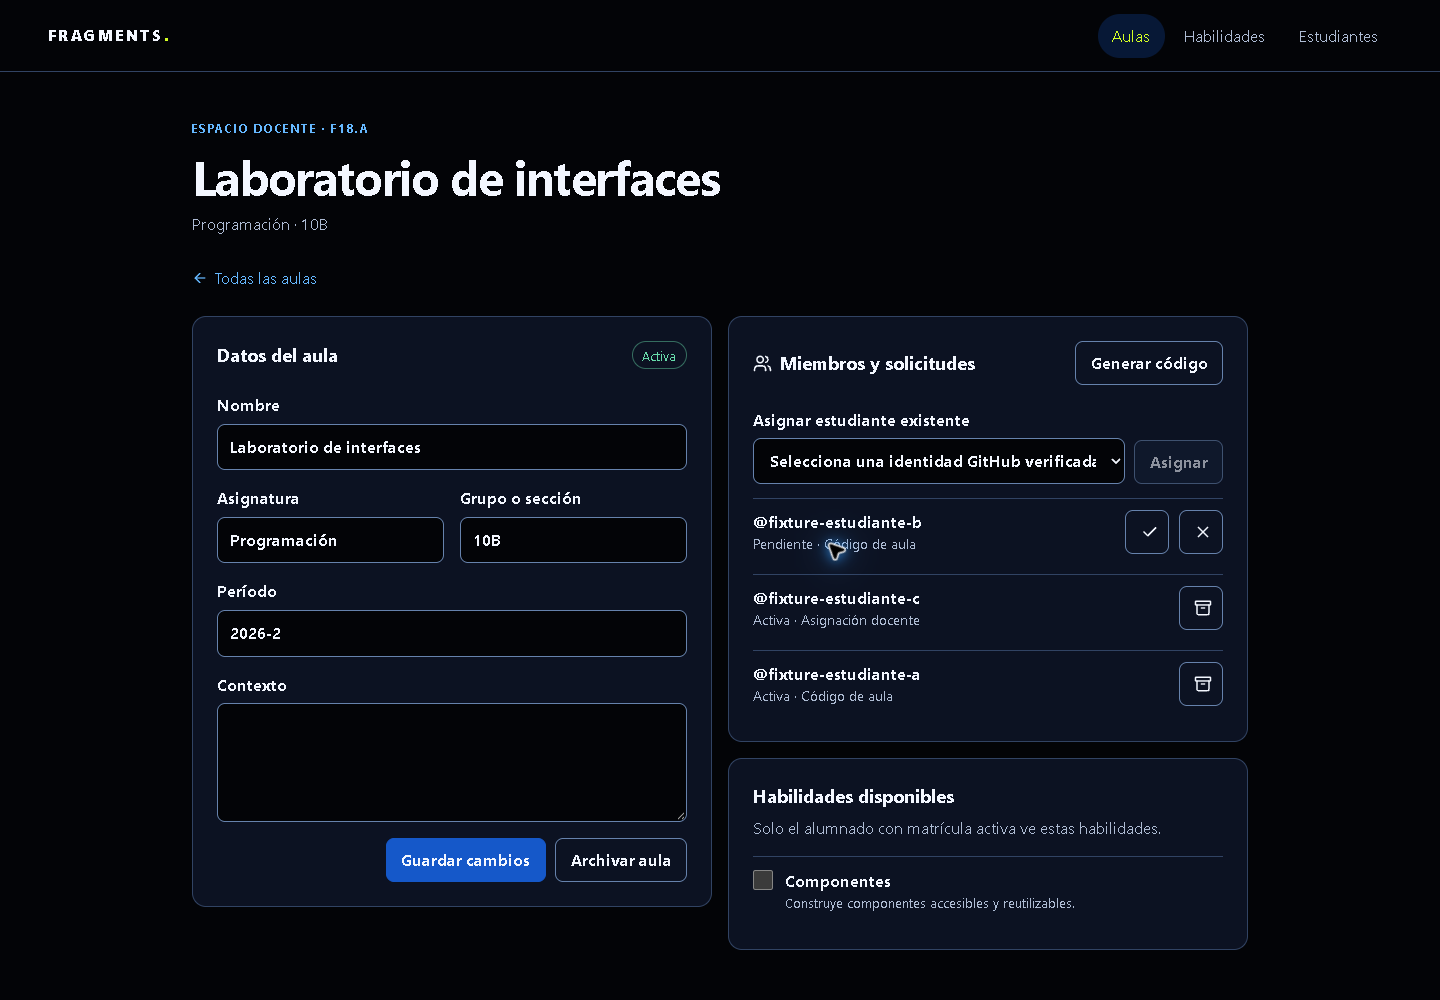 FRAGMENTS.
Aulas
Habilidades
Estudiantes
ESPACIO DOCENTE · F18.A
Laboratorio de interfaces
Programación · 10B
← Todas las aulas
Datos del aula
Activa
Nombre
Laboratorio de interfaces
Asignatura
Grupo o sección
Programación
10B
Período
2026-2
Contexto
Guardar cambios
Archivar aula
Miembros y solicitudes
Generar código
Asignar estudiante existente
Selecciona una identidad GitHub verificada
Asignar
@fixture-estudiante-b
Pendiente · Código de aula
@fixture-estudiante-c
Activa · Asignación docente
@fixture-estudiante-a
Activa · Código de aula
Habilidades disponibles
Solo el alumnado con matrícula activa ve estas habilidades.
Componentes
Construye componentes accesibles y reutilizables.